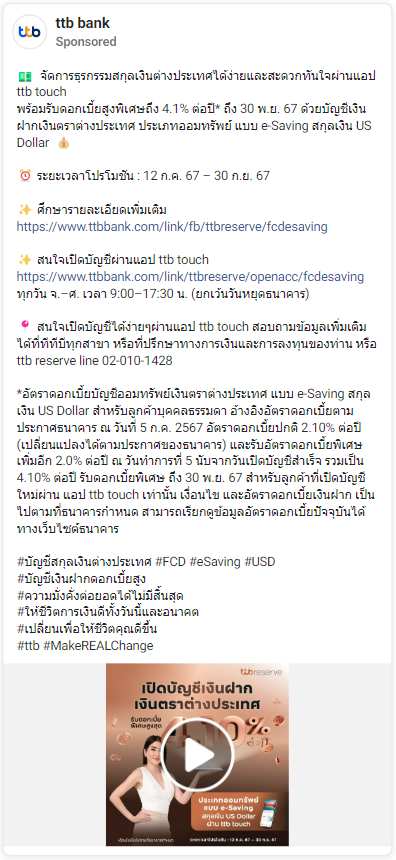 ttb bank
ttb
Sponsored
💵 จัดการธุรกรรมสกุลเงินต่างประเทศได้ง่ายและสะดวกทันใจผ่านแอป
ttb touch
พร้อมรับดอกเบี้ยสูงพิเศษถึง 4.1% ต่อปี* ถึง 30 พ.ย. 67 ด้วยบัญชีเงิน
ฝากเงินตราต่างประเทศ ประเภทออมทรัพย์ แบบ e-Saving สกุลเงิน US
Dollar 👍🏼
⏰ ระยะเวลาโปรโมชัน : 12 ก.ค. 67 – 30 ก.ย. 67
✨ ศึกษารายละเอียดเพิ่มเติม
https://www.ttbbank.com/link/fb/ttbreserve/fcdesaving
✨ สนใจเปิดบัญชีผ่านแอป ttb touch
https://www.ttbbank.com/link/ttbreserve/openacc/fcdesaving
ทุกวัน จ.–ศ. เวลา 9:00–17:30 น. (ยกเว้นวันหยุดธนาคาร)
📍 สนใจเปิดบัญชีได้ง่ายๆผ่านแอป ttb touch สอบถามข้อมูลเพิ่มเติม
ได้ที่ทีทีบีทุกสาขา หรือที่ปรึกษาทางการเงินและการลงทุนของท่าน หรือ
ttb reserve line 02-010-1428
*อัตราดอกเบี้ยบัญชีออมทรัพย์เงินตราต่างประเทศ แบบ e-Saving สกุล
เงิน US Dollar สำหรับลูกค้าบุคคลธรรมดา อ้างอิงอัตราดอกเบี้ยตาม
ประกาศธนาคาร ณ วันที่ 5 ก.ค. 2567 อัตราดอกเบี้ยปกติ 2.10% ต่อปี
(เปลี่ยนแปลงได้ตามประกาศของธนาคาร) และรับอัตราดอกเบี้ยพิเศษ
เพิ่มอีก 2.0% ต่อปี ณ วันทำการที่ 5 นับจากวันเปิดบัญชีสำเร็จ รวมเป็น
4.10% ต่อปี รับดอกเบี้ยพิเศษ ถึง 30 พ.ย. 67 สำหรับลูกค้าที่เปิดบัญชี
ใหม่ผ่าน แอป ttb touch เท่านั้น เงื่อนไข และอัตราดอกเบี้ยเงินฝาก เป็น
ไปตามที่ธนาคารกำหนด สามารถเรียกดูข้อมูลอัตราดอกเบี้ยปัจจุบันได้
ทางเว็บไซต์ธนาคาร
#บัญชีสกุลเงินต่างประเทศ #FCD #eSaving #USD
#บัญชีเงินฝากดอกเบี้ยสูง
#ความมั่งคั่งต่อยอดได้ไม่มีสิ้นสุด
#ให้ชีวิตการเงินดีทั้งวันนี้และอนาคต
#เปลี่ยนเพื่อให้ชีวิตคุณดีขึ้น
#ttb #MakeREALChange
ttb reserve
เปิดบัญชีเงินฝาก
เงินตราต่างประเทศ
รับดอกเบี้ย
พิเศษสูงสุด
4.10%
ต่อปี
ประเภทออมทรัพย์
แบบ e-Saving
สกุลเงิน US Dollar
ผ่าน ttb touch